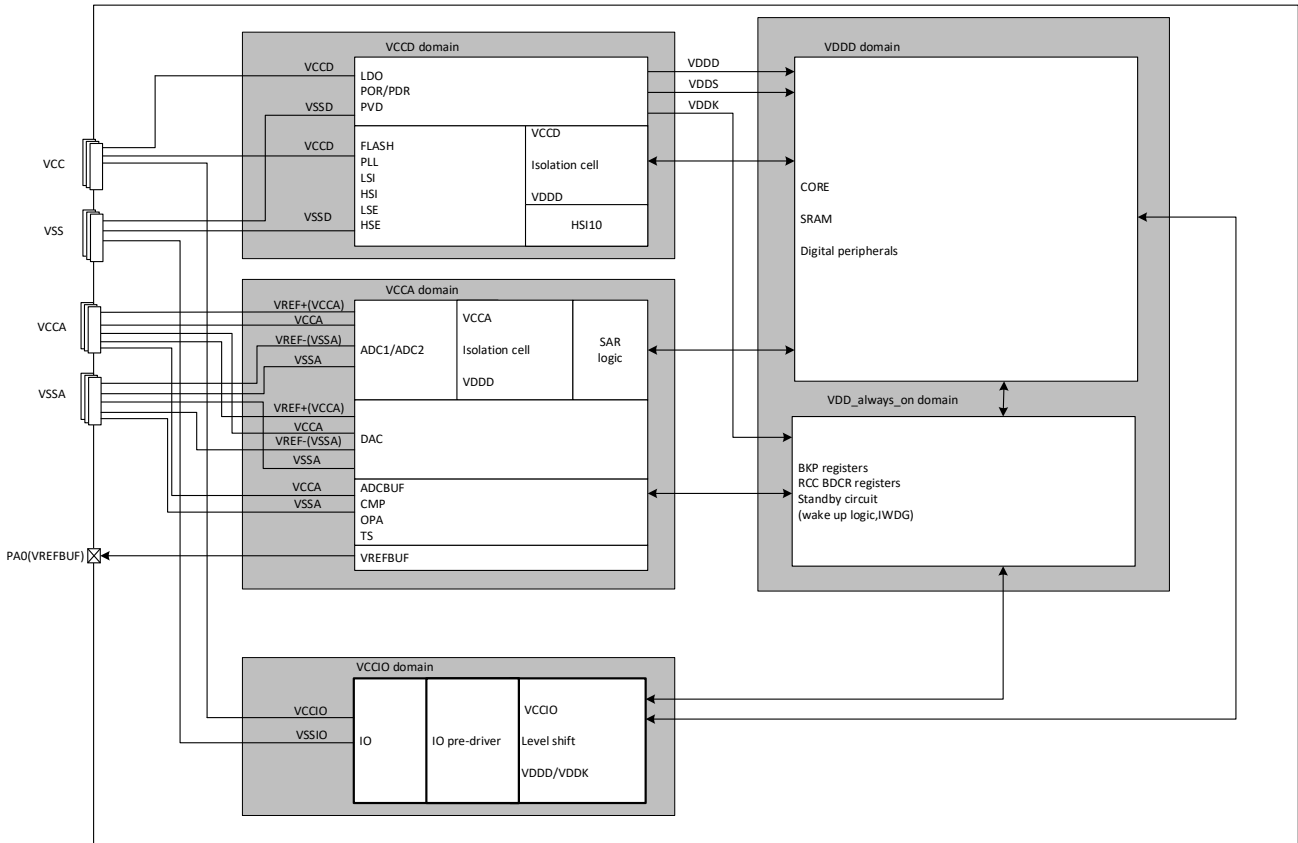 VCCD domain
VCCD
LDO
POR/PDR
VSSD
PVD
VCCD
FLASH
PLL
LSI
HSI
LSE
VSSD
HSE
VCCD
Isolation cell
VDDD
HSI10
VDDD
VDDS
VDDK
VDDD domain
CORE
SRAM
Digital peripherals
VCC
VSS
VCCA
VSSA
PA0(VREFBUF)
VCCA domain
VREF+(VCCA)
VCCA
VREF-(VSSA)
VSSA
ADC1/ADC2
VCCA
Isolation cell
VDDD
SAR
logic
VREF+(VCCA)
VCCA
VREF-(VSSA)
VSSA
DAC
VCCA
VSSA
ADCBUF
CMP
OPA
TS
VREFBUF
VDD_always_on domain
BKP registers
RCC BDCR registers
Standby circuit
(wake up logic,IWDG)
VCCIO domain
VCCIO
VSSIO
IO
IO pre-driver
VCCIO
Level shift
VDDD/VDDK